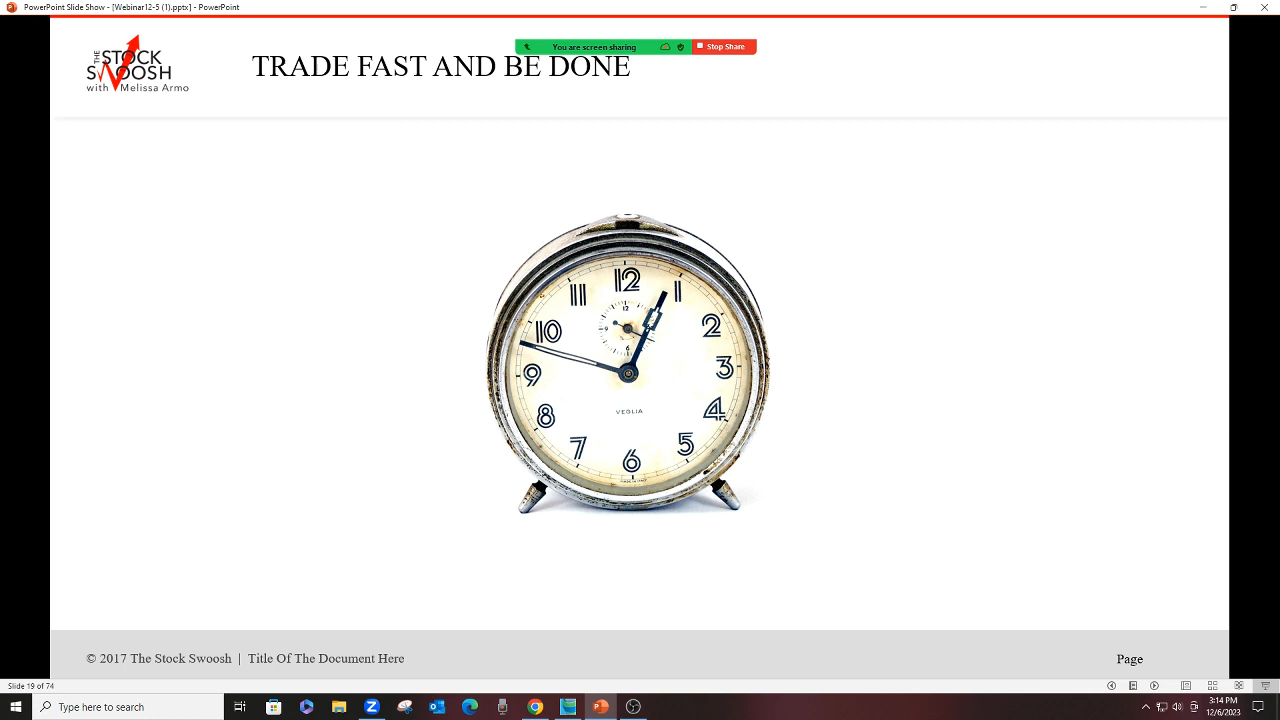 PowerPoint Slide Show - [Webinar12-5 (1).pptx] - PowerPoint
You are screen sharing
Stop Share
THE STOCK
SWOOSH
with Melissa Armo
TRADE FAST AND BE DONE
12
1
2
3
4
5
6
7
8
9
10
11
12
9
6
VEGLIA
© 2017 The Stock Swoosh | Title Of The Document Here
Page
Slide 19 of 74
Type here to search
3:14 PM
12/6/2023